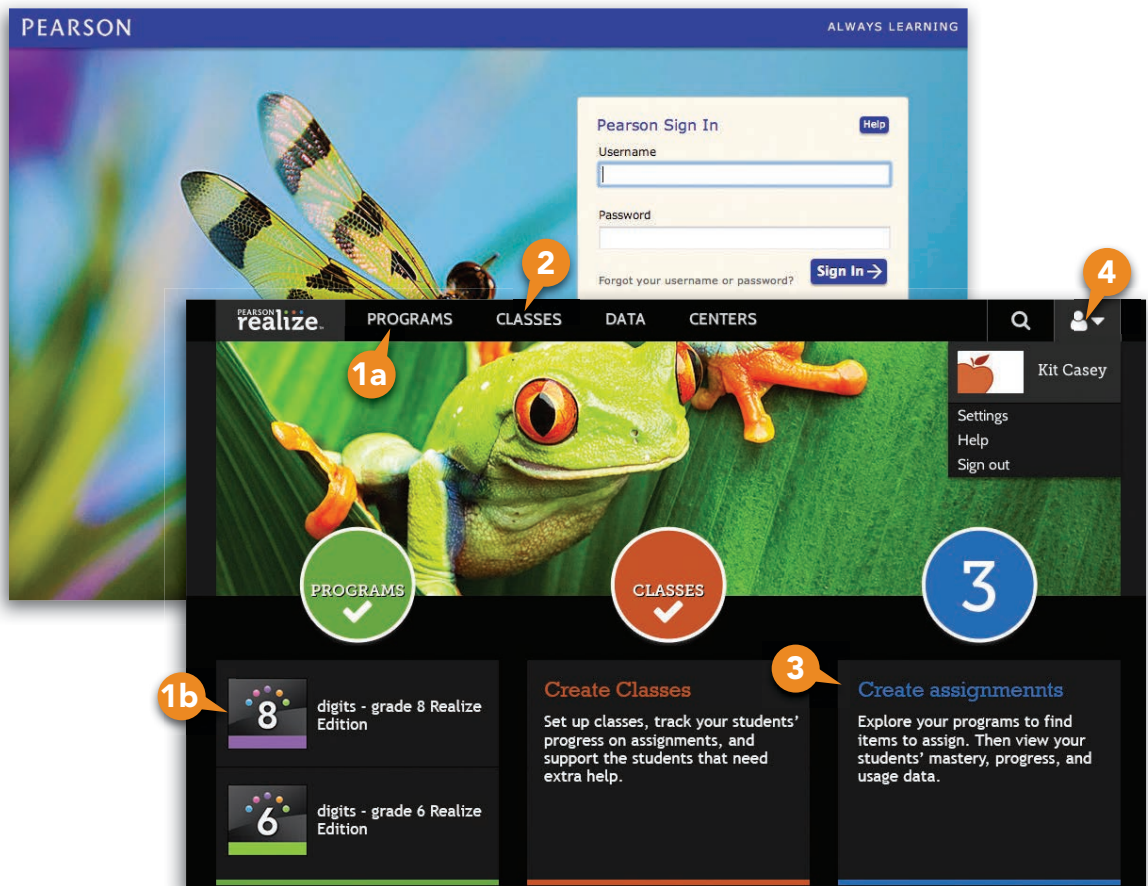 PEARSON
ALWAYS LEARNING
Pearson Sign In
Help
Username
Password
Forgot your username or password?
Sign In →
2
4
PEARSON
realize™
PROGRAMS
CLASSES
DATA
CENTERS
1a
Kit Casey
Settings
Help
Sign out
PROGRAMS
CLASSES
3
1b
8
digits - grade 8 Realize
Edition
6
digits - grade 6 Realize
Edition
Create Classes
Set up classes, track your students'
progress on assignments, and
support the students that need
extra help.
3
Create assignmennts
Explore your programs to find
items to assign. Then view your
students' mastery, progress, and
usage data.